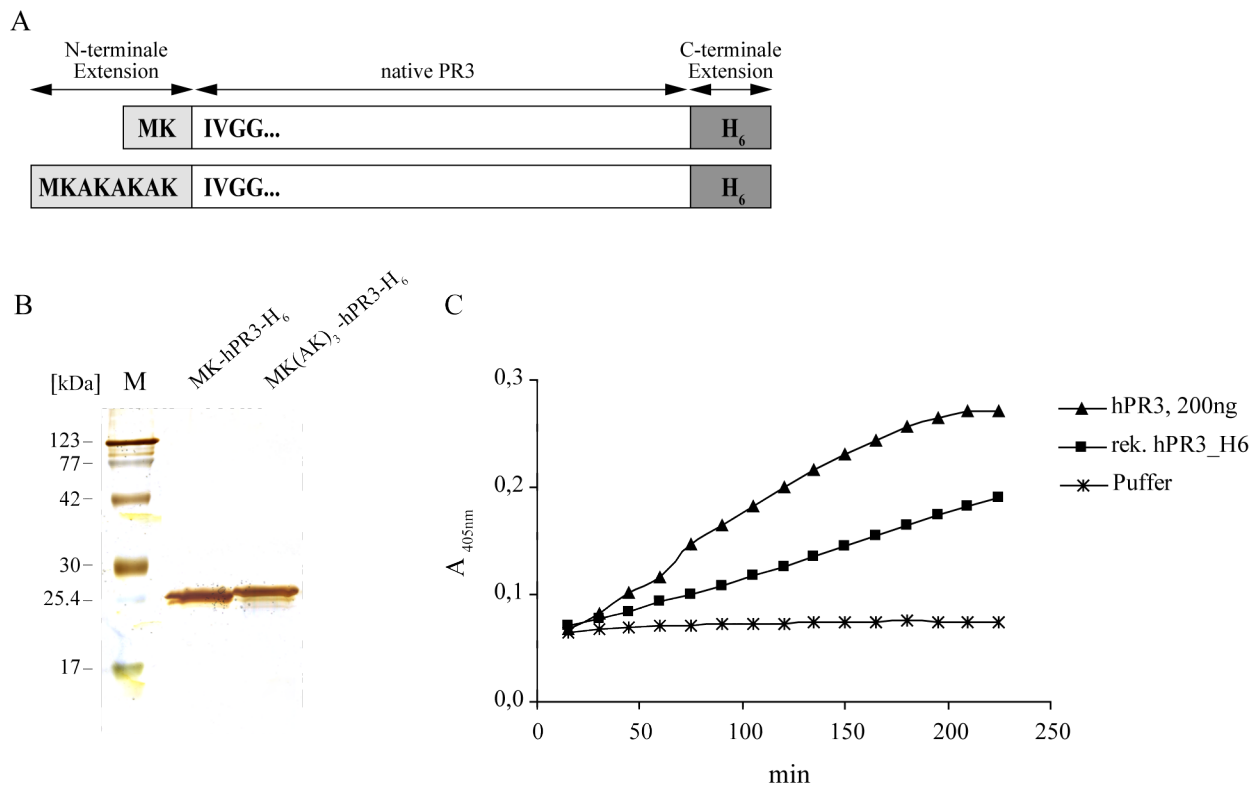 A
N-terminale
Extension
native PR3
C-terminale
Extension
MK
IVGG...
H6
MKAKAKAK
IVGG...
H6
B
[kDa]
M
MK-hPR3-H6
MK(AK)3-hPR3-H6
123
77
42
30
25.4
17
C
0,3
0,2
0,1
0,0
A 405nm
0
50
100
150
200
250
min
hPR3, 200ng
rek. hPR3_H6
Puffer